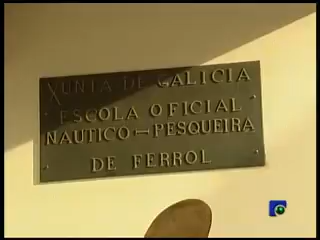 XUNTA DE GALICIA
ESCOLA OFICIAL
NAUTICO-PESQUEIRA
DE FERROL